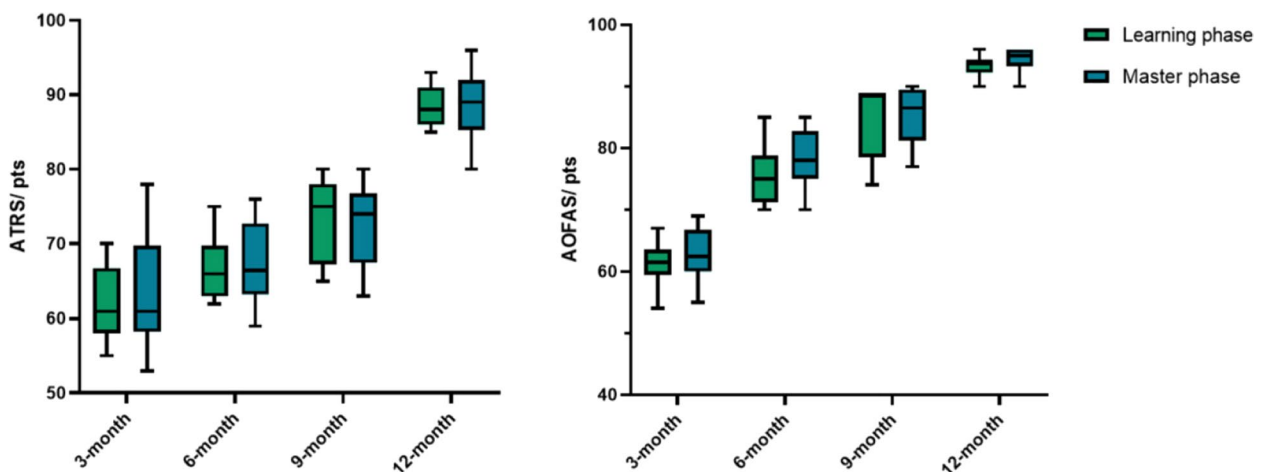 ATRS/ pts
100
90
80
70
60
50
3-month
6-month
9-month
12-month
AOFAS/ pts
100
80
60
40
3-month
6-month
9-month
12-month
Learning phase
Master phase